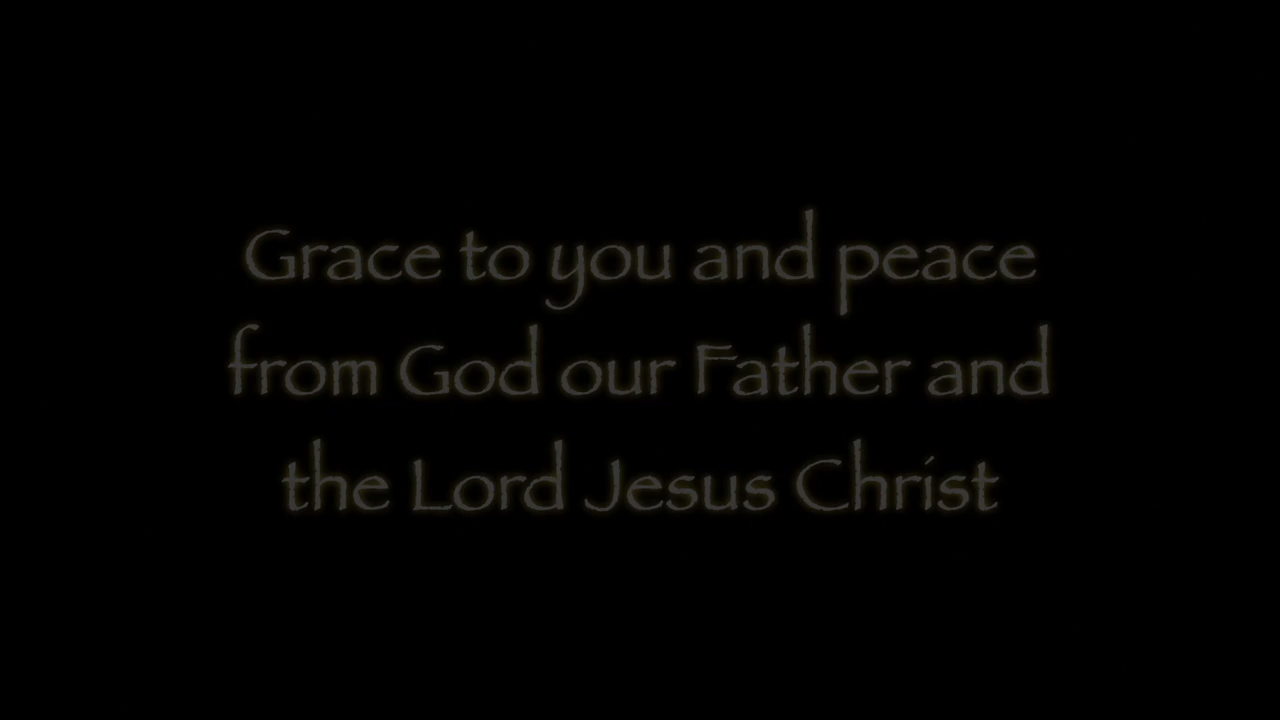 Grace to you and peace
from God our Father and
the Lord Jesus Christ